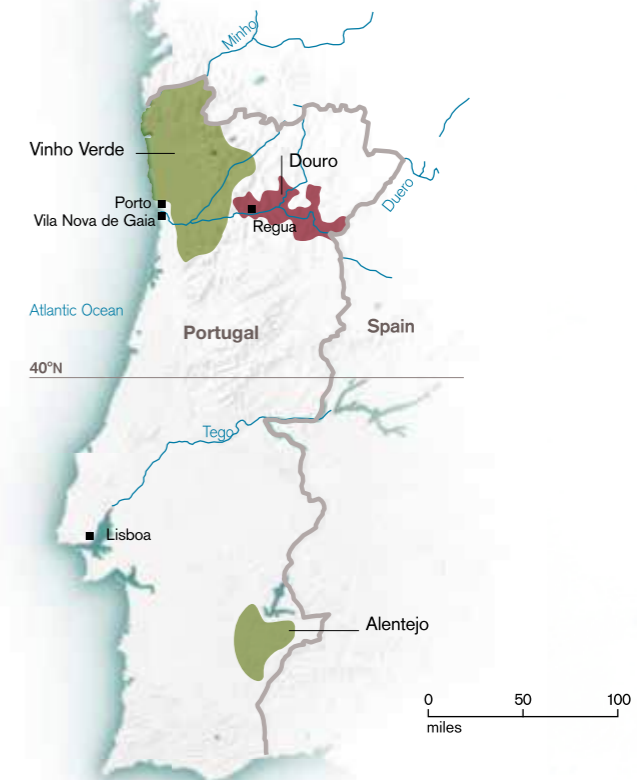 Minho
Vinho Verde
Douro
Duero
Porto
Vila Nova de Gaia
Regua
Atlantic Ocean
Portugal
Spain
40°N
Tego
Lisboa
Alentejo
0 50 100
miles